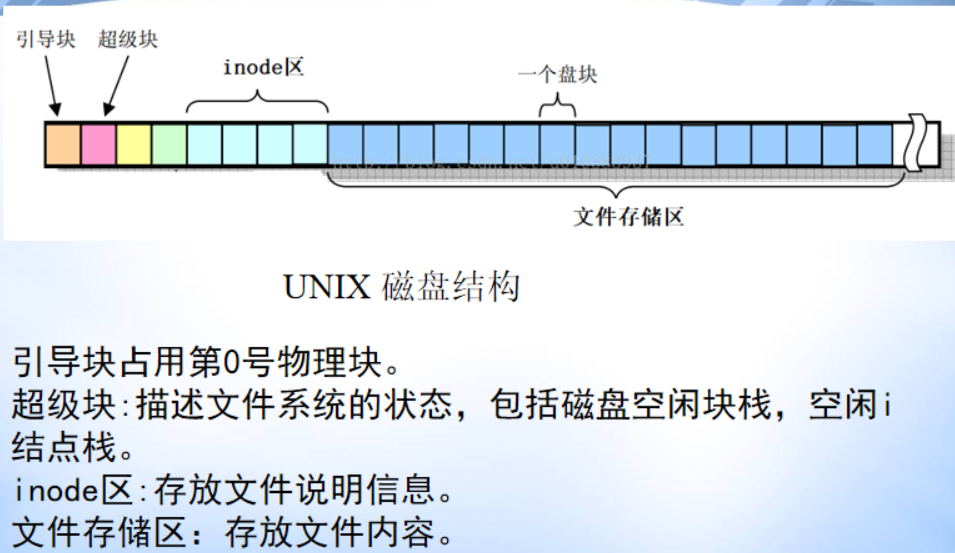 引导块 超级块
inode区
一个盘块
文件存储区
UNIX 磁盘结构
引导块占用第0号物理块。
超级块:描述文件系统的状态，包括磁盘空闲块栈，空闲i
结点栈。
inode区:存放文件说明信息。
文件存储区：存放文件内容。